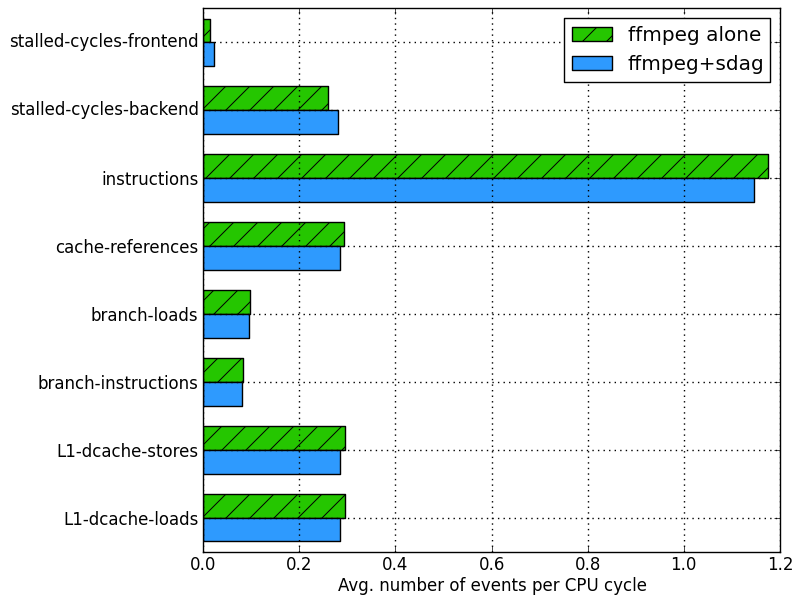 ffmpeg alone
ffmpeg+sdag
stalled-cycles-frontend
stalled-cycles-backend
instructions
cache-references
branch-loads
branch-instructions
L1-dcache-stores
L1-dcache-loads
0.0 0.2 0.4 0.6 0.8 1.0 1.2
Avg. number of events per CPU cycle